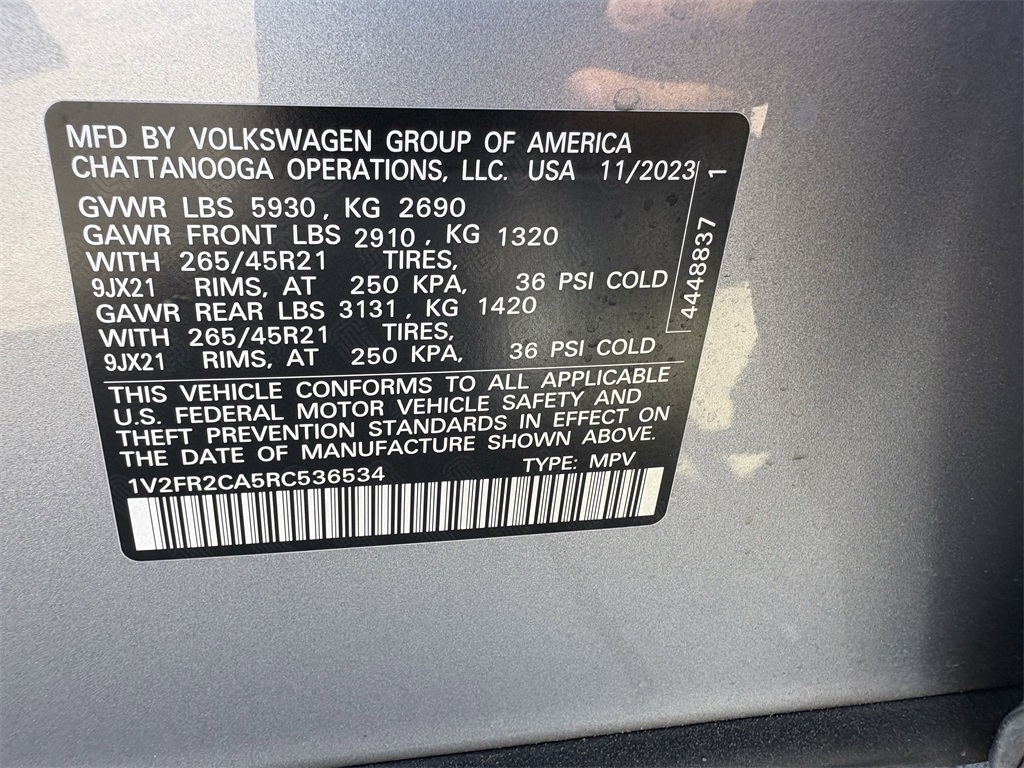 MFD BY VOLKSWAGEN GROUP OF AMERICA
CHATTANOOGA OPERATIONS, LLC. USA 11/2023
GVWR LBS 5930, KG 2690
GAWR FRONT LBS 2910, KG 1320
WITH 265/45R21 TIRES,
9JX21 RIMS, AT 250 KPA, 36 PSI COLD
GAWR REAR LBS 3131, KG 1420
WITH 265/45R21 TIRES,
9JX21 RIMS, AT 250 KPA, 36 PSI COLD
THIS VEHICLE CONFORMS TO ALL APPLICABLE
U.S. FEDERAL MOTOR VEHICLE SAFETY AND
THEFT PREVENTION STANDARDS IN EFFECT ON
THE DATE OF MANUFACTURE SHOWN ABOVE.
1V2FR2CA5RC536534 TYPE: MPV
4448837 1